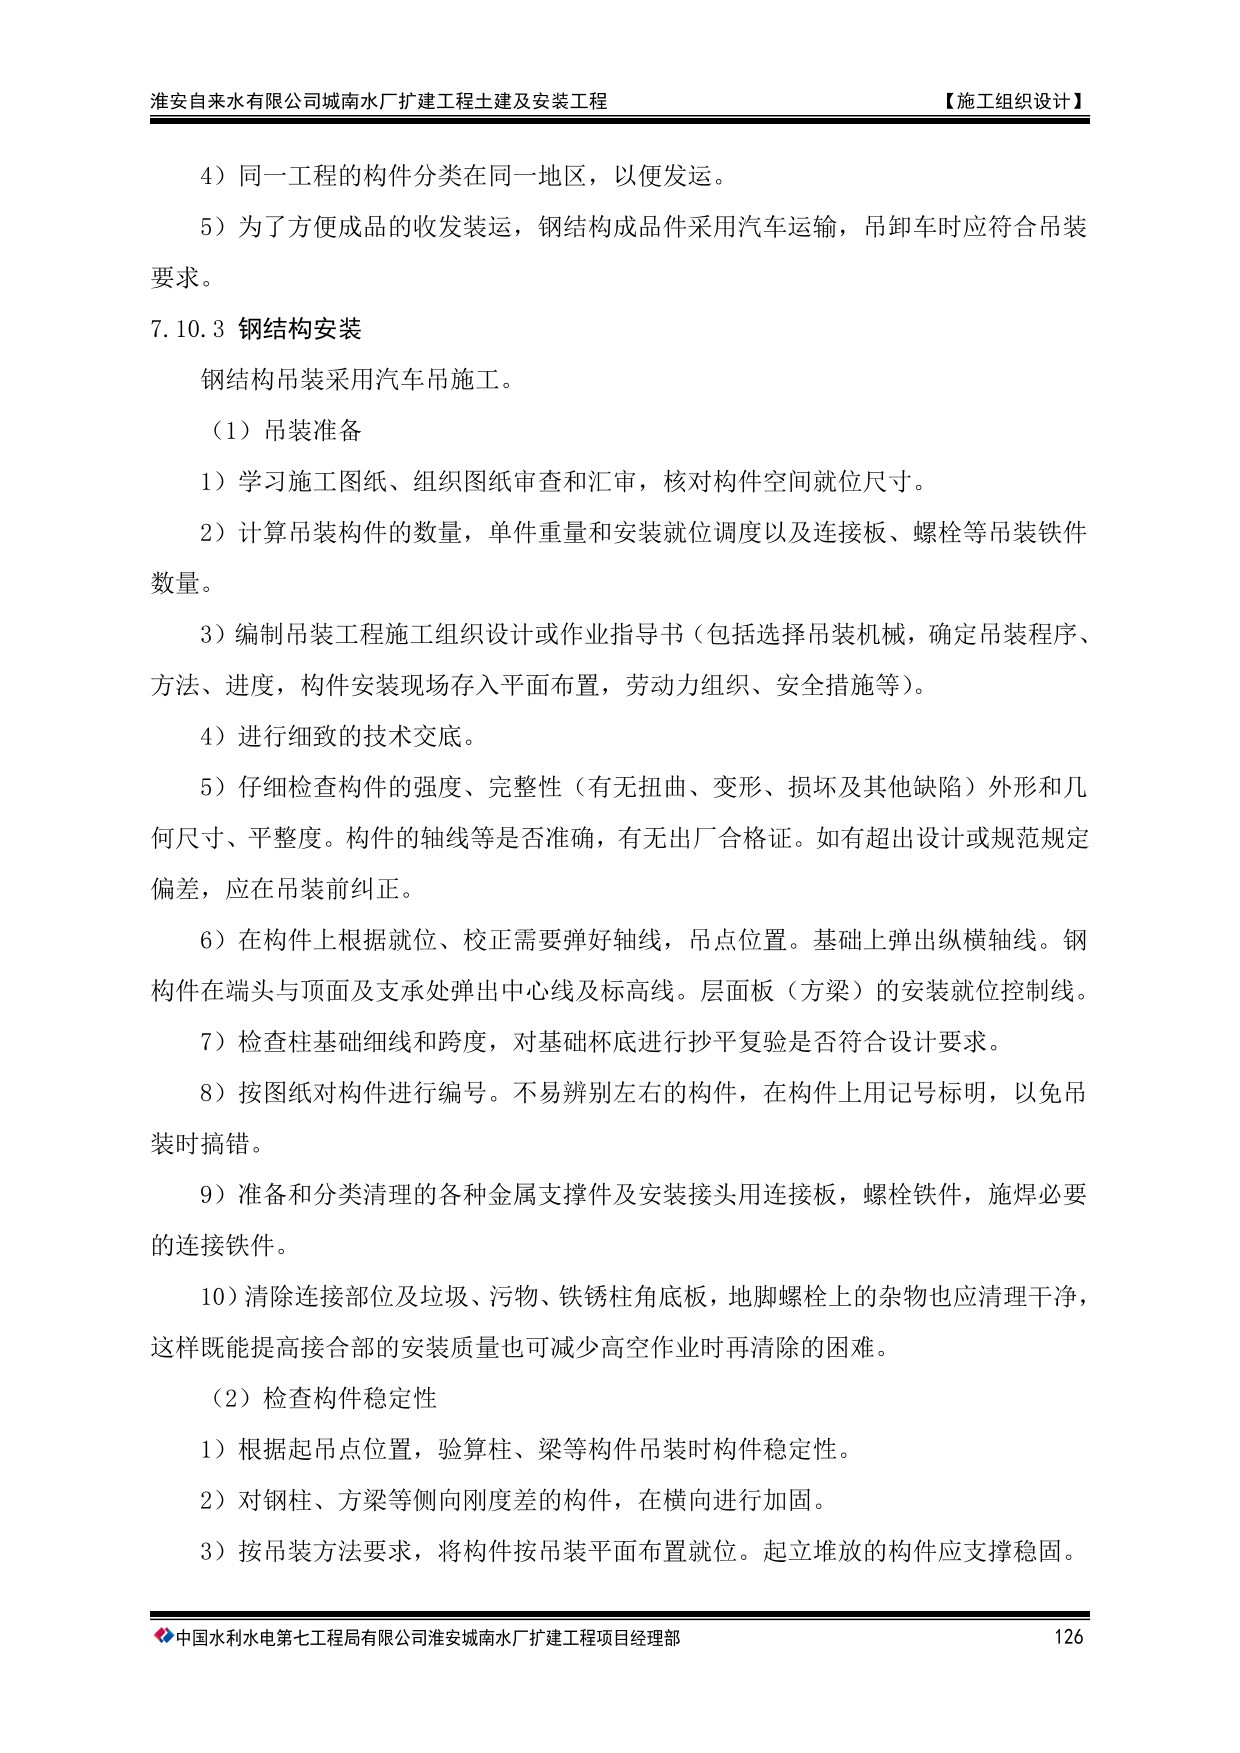 淮安自来水有限公司城南水厂扩建工程土建及安装工程 【施工组织设计】
4）同一工程的构件分类在同一地区，以便发运。
5）为了方便成品的收发装运，钢结构成品件采用汽车运输，吊卸车时应符合吊装
要求。
7.10.3 钢结构安装
钢结构吊装采用汽车吊施工。
（1）吊装准备
1）学习施工图纸、组织图纸审查和汇审，核对构件空间就位尺寸。
2）计算吊装构件的数量，单件重量和安装就位调度以及连接板、螺栓等吊装铁件
数量。
3）编制吊装工程施工组织设计或作业指导书（包括选择吊装机械，确定吊装程序、
方法、进度，构件安装现场存入平面布置，劳动力组织、安全措施等）。
4）进行细致的技术交底。
5）仔细检查构件的强度、完整性（有无扭曲、变形、损坏及其他缺陷）外形和几
何尺寸、平整度。构件的轴线等是否准确，有无出厂合格证。如有超出设计或规范规定
偏差，应在吊装前纠正。
6）在构件上根据就位、校正需要弹好轴线，吊点位置。基础上弹出纵横轴线。钢
构件在端头与顶面及支承处弹出中心线及标高线。层面板（方梁）的安装就位控制线。
7）检查柱基础细线和跨度，对基础杯底进行抄平复验是否符合设计要求。
8）按图纸对构件进行编号。不易辨别左右的构件，在构件上用记号标明，以免吊
装时搞错。
9）准备和分类清理的各种金属支撑件及安装接头用连接板，螺栓铁件，施焊必要
的连接铁件。
10）清除连接部位及垃圾、污物、铁锈柱角底板，地脚螺栓上的杂物也应清理干净，
这样既能提高接合部的安装质量也可减少高空作业时再清除的困难。
（2）检查构件稳定性
1）根据起吊点位置，验算柱、梁等构件吊装时构件稳定性。
2）对钢柱、方梁等侧向刚度差的构件，在横向进行加固。
3）按吊装方法要求，将构件按吊装平面布置就位。起立堆放的构件应支撑稳固。
中国水利水电第七工程局有限公司淮安城南水厂扩建工程项目经理部 126